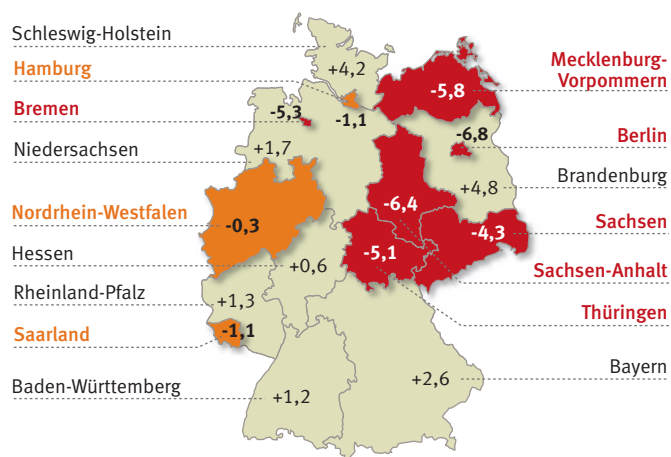 Schleswig-Holstein
Hamburg
Bremen
Niedersachsen
Nordrhein-Westfalen
Hessen
Rheinland-Pfalz
Saarland
Baden-Württemberg
+4,2
-5,8
-5,3
-1,1
-6,8
+1,7
+4,8
-6,4
-0,3
-4,3
-5,1
+0,6
+1,3
-1,1
+1,2
+2,6
Mecklenburg-
Vorpommern
Berlin
Brandenburg
Sachsen
Sachsen-Anhalt
Thüringen
Bayern